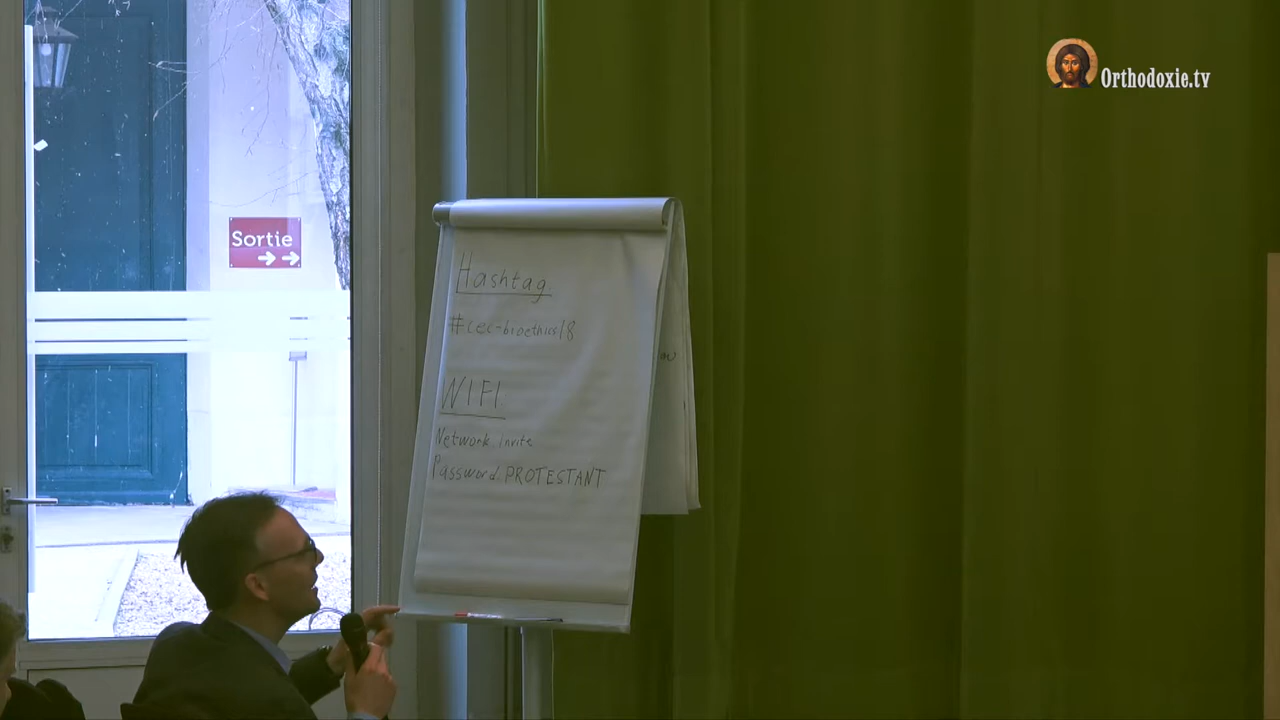 Orthodoxie.tv
Sortie
Hashtag
#cec-bioethics18
WIFI
Network invite
Password PROTESTANT